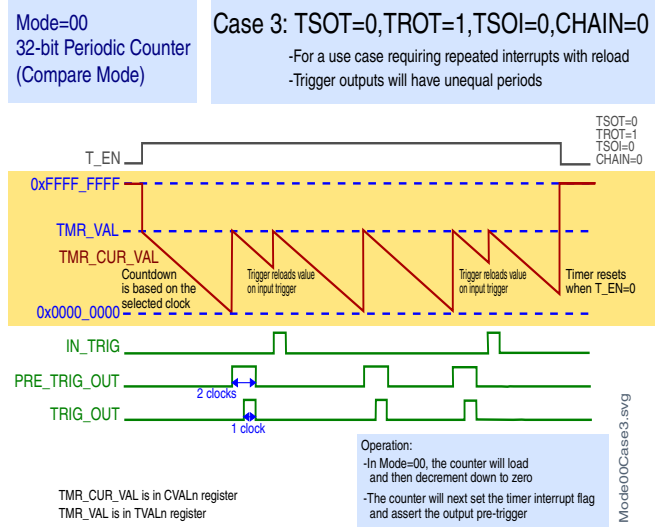 Mode=00
32-bit Periodic Counter
(Compare Mode)
Case 3: TSOT=0,TROT=1,TSOI=0,CHAIN=0
-For a use case requiring repeated interrupts with reload
-Trigger outputs will have unequal periods
TSOT=0
TROT=1
TSOI=0
CHAIN=0
T_EN
0xFFFF_FFFF
TMR_VAL
TMR_CUR_VAL
Countdown
is based on the
selected clock
Trigger reloads value
on input trigger
Trigger reloads value
on input trigger
Timer resets
when T_EN=0
0x0000_0000
IN_TRIG
PRE_TRIG_OUT
2 clocks
TRIG_OUT
1 clock
Operation:
-In Mode=00, the counter will load
and then decrement down to zero
-The counter will next set the timer interrupt flag
and assert the output pre-trigger
TMR_CUR_VAL is in CVALn register
TMR_VAL is in TVALn register
Mode00Case3.svg